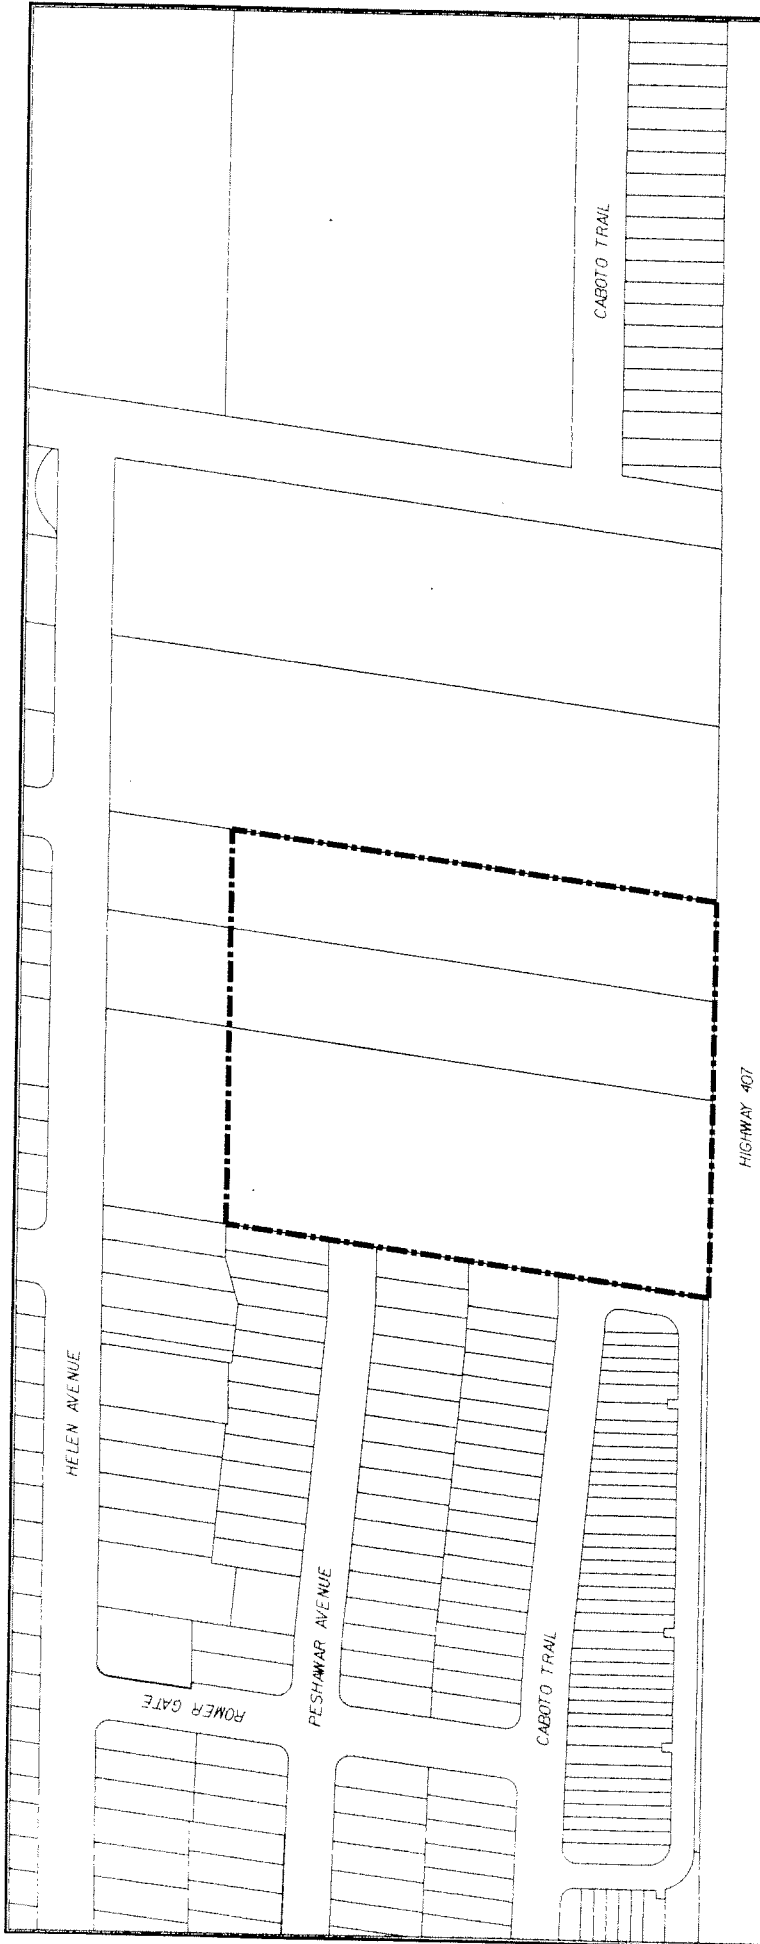 CABOTO TRAIL
HIGHWAY 407
HELEN AVENUE
PESHAWAR AVENUE
CABOTO TRAIL
ROMER GATE